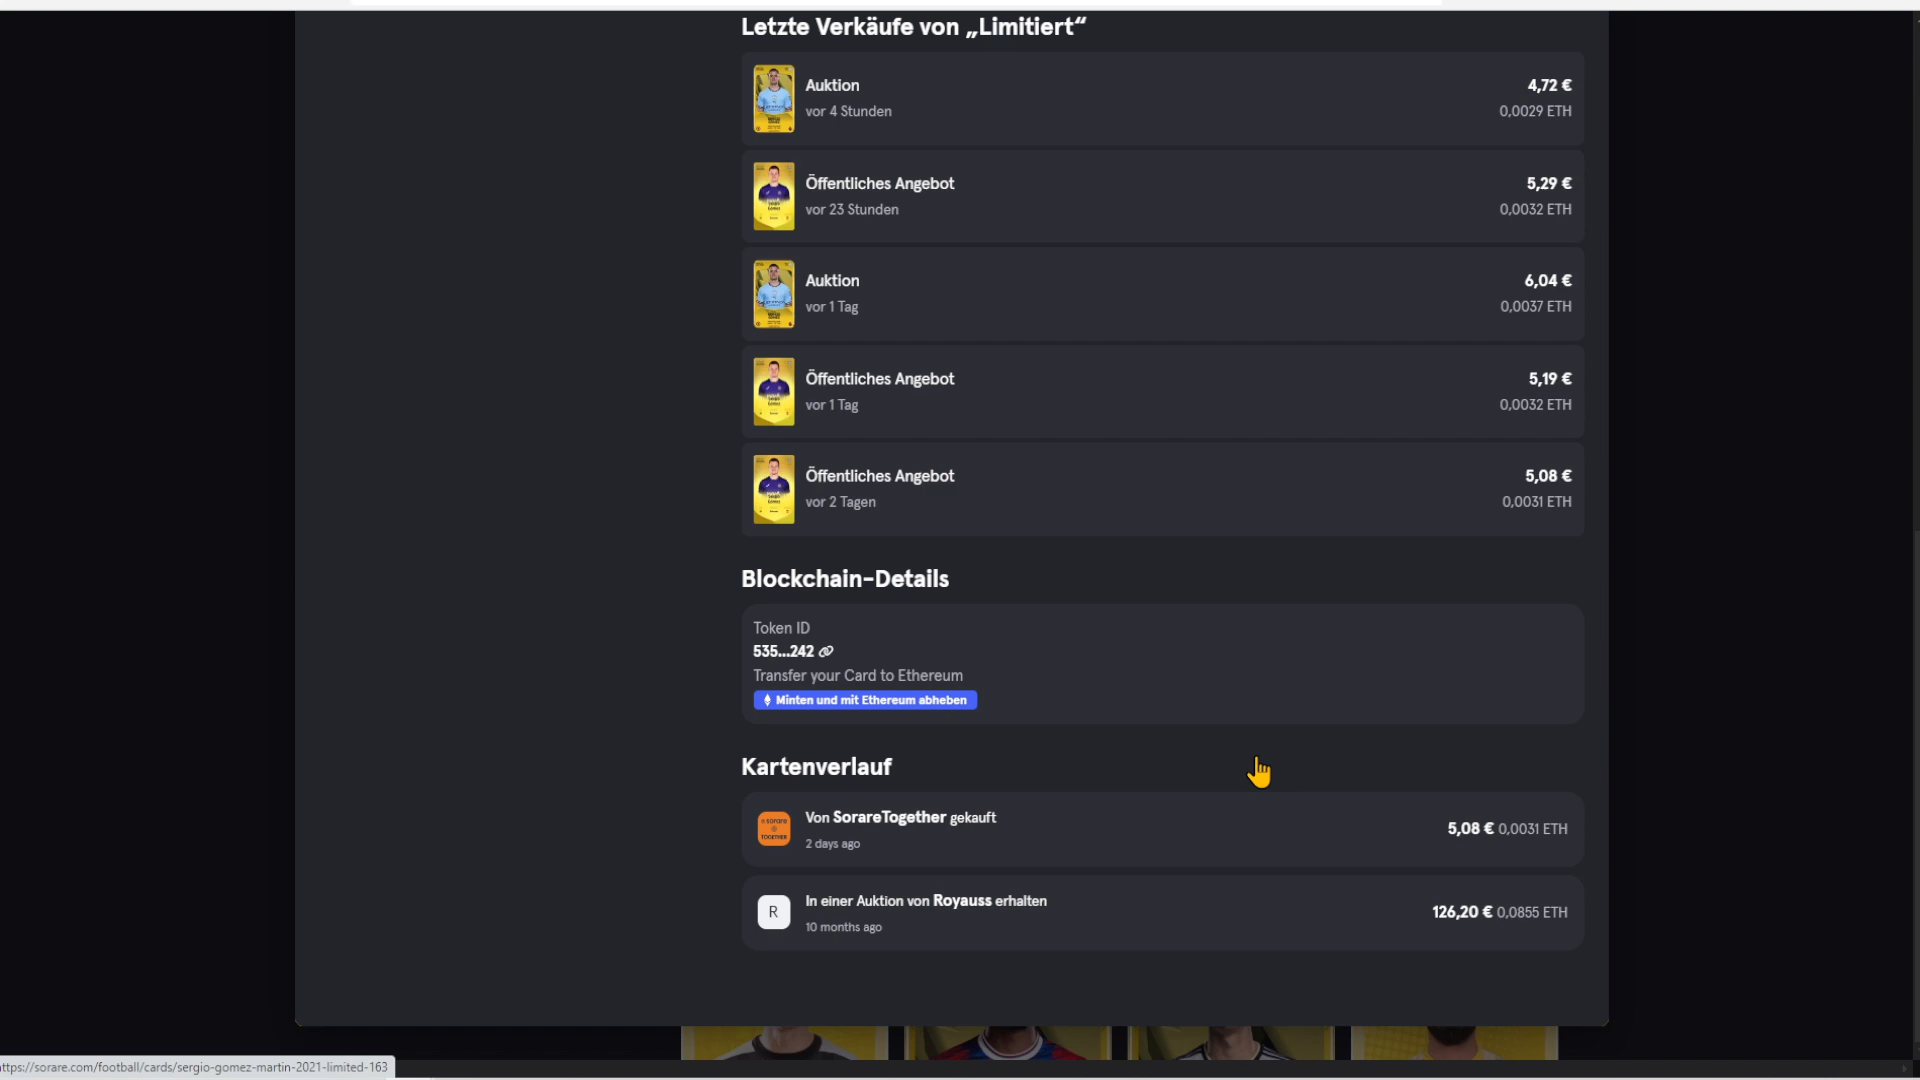 Letzte Verkäufe von „Limitiert“
Auktion
4,72 €
vor 4 Stunden
0,0029 ETH
Öffentliches Angebot
5,29 €
vor 23 Stunden
0,0032 ETH
Auktion
6,04 €
vor 1 Tag
0,0037 ETH
Öffentliches Angebot
5,19 €
vor 1 Tag
0,0032 ETH
Öffentliches Angebot
5,08 €
vor 2 Tagen
0,0031 ETH
Blockchain-Details
Token ID
535...242
Transfer your Card to Ethereum
Minten und mit Ethereum abheben
Kartenverlauf
sorare
TOGETHER
Von SorareTogether gekauft
5,08 € 0,0031 ETH
2 days ago
R
In einer Auktion von Royauss erhalten
126,20 € 0,0855 ETH
10 months ago
ttps://sorare.com/football/cards/sergio-gomez-martin-2021-limited-163